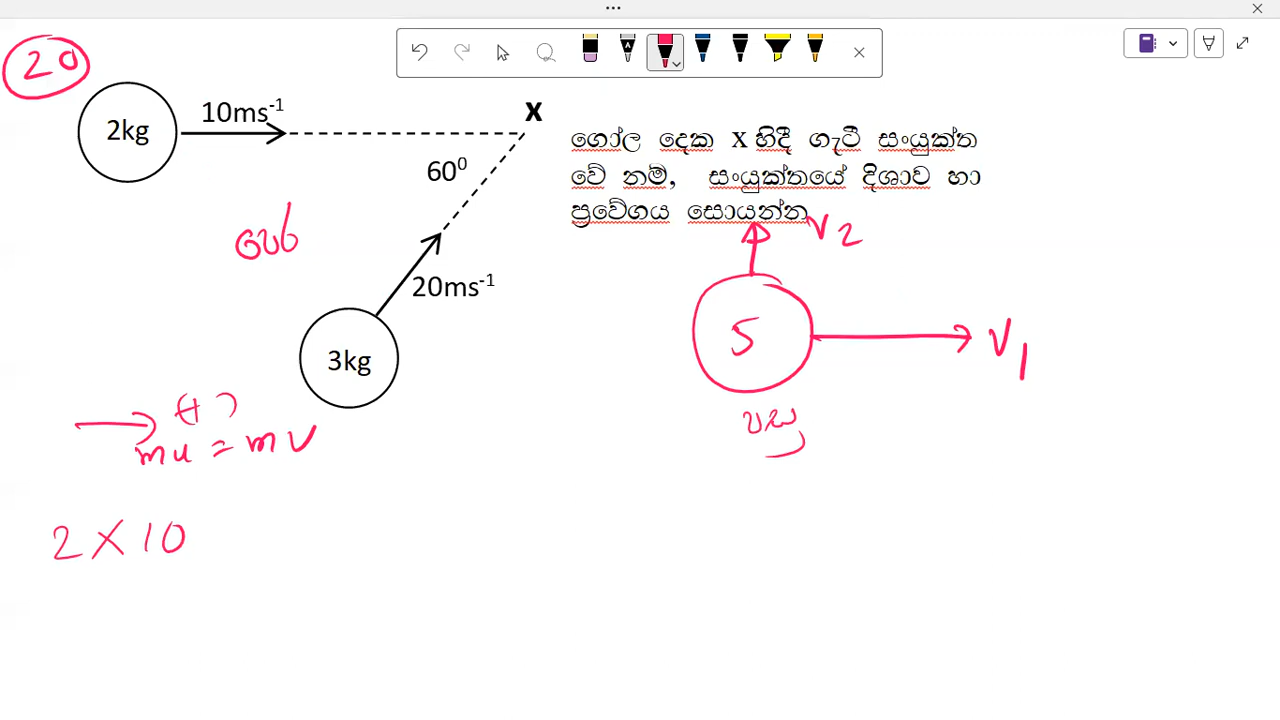 20
2kg
10ms⁻¹
X
60⁰
ගෝල දෙක X හිදී ගැටී සංයුක්ත
වේ නම්, සංයුක්තයේ දිශාව හා
ප්‍රවේගය සොයන්න
පෙර
20ms⁻¹
3kg
V2
5
V1
පසු
(+)
mu = mv
2 × 10